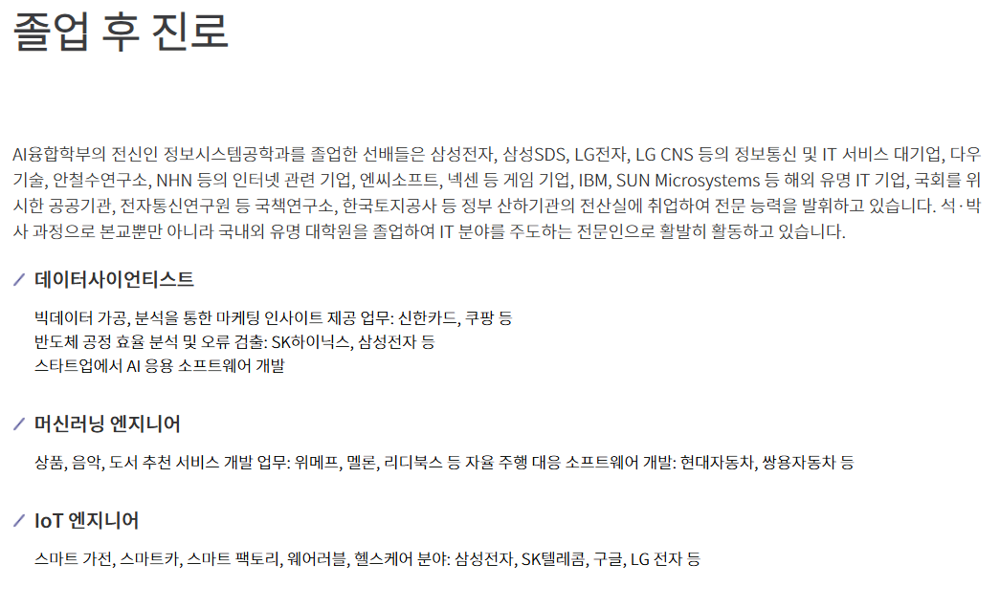 졸업 후 진로
AI융합학부의 전신인 정보시스템공학과를 졸업한 선배들은 삼성전자, 삼성SDS, LG전자, LG CNS 등의 정보통신 및 IT 서비스 대기업, 다우
기술, 안철수연구소, NHN 등의 인터넷 관련 기업, 엔씨소프트, 넥센 등 게임 기업, IBM, SUN Microsystems 등 해외 유명 IT 기업, 국회를 위
시한 공공기관, 전자통신연구원 등 국책연구소, 한국토지공사 등 정부 산하기관의 전산실에 취업하여 전문 능력을 발휘하고 있습니다. 석·박
사 과정으로 본교뿐만 아니라 국내외 유명 대학원을 졸업하여 IT 분야를 주도하는 전문인으로 활발히 활동하고 있습니다.
데이터사이언티스트
빅데이터 가공, 분석을 통한 마케팅 인사이트 제공 업무: 신한카드, 쿠팡 등
반도체 공정 효율 분석 및 오류 검출: SK하이닉스, 삼성전자 등
스타트업에서 AI 응용 소프트웨어 개발
머신러닝 엔지니어
상품, 음악, 도서 추천 서비스 개발 업무: 위메프, 멜론, 리디북스 등 자율 주행 대응 소프트웨어 개발: 현대자동차, 쌍용자동차 등
IoT 엔지니어
스마트 가전, 스마트카, 스마트 팩토리, 웨어러블, 헬스케어 분야: 삼성전자, SK텔레콤, 구글, LG 전자 등